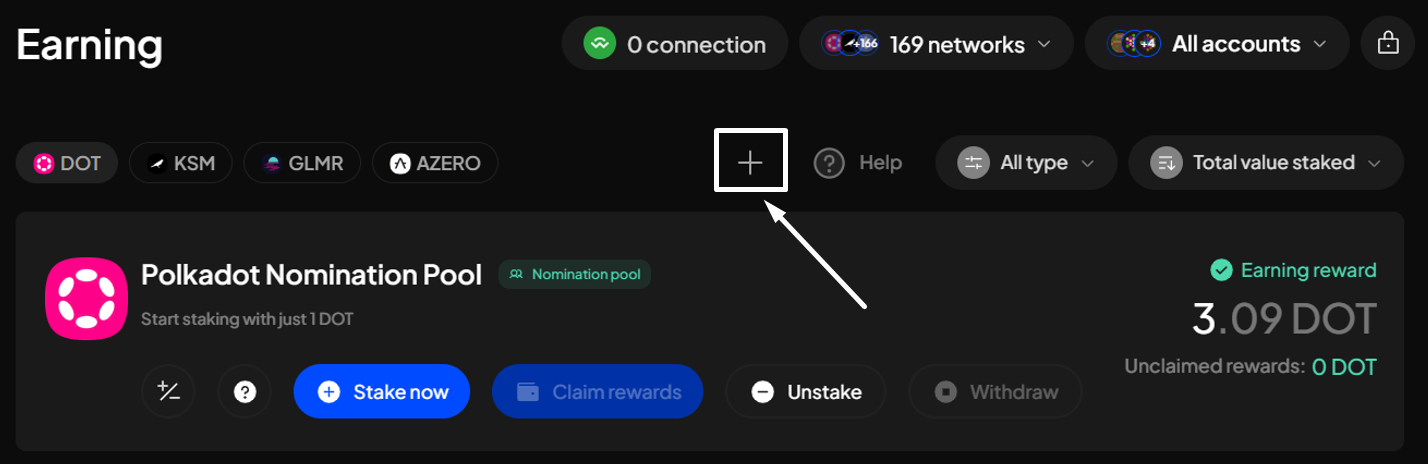 Earning
0 connection
+166 169 networks
+4 All accounts
DOT KSM GLMR AZERO
Help
All type
Total value staked
Polkadot Nomination Pool
Nomination pool
Start staking with just 1 DOT
Earning reward
3.09 DOT
Unclaimed rewards: 0 DOT
Stake now
Claim rewards
Unstake
Withdraw